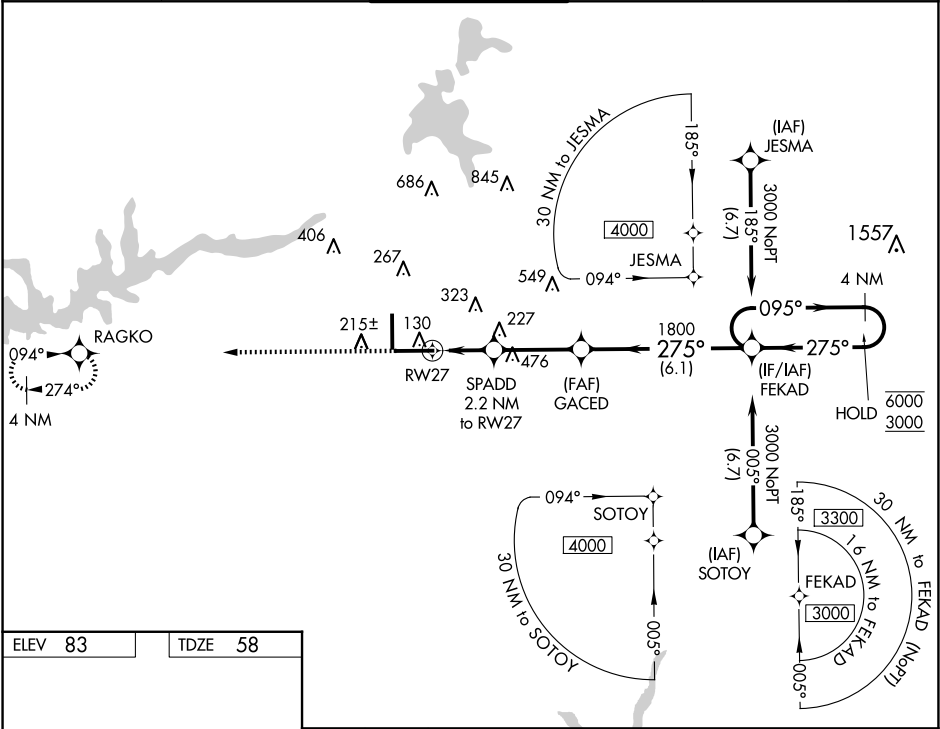 30 NM to JESMA
185°
4000
JESMA
094°
(IAF)
JESMA
3000 NoPT
185°
(6.7)
1557
686
845
406
267
549
323
215±
130
227
476
RAGKO
094°
274°
4 NM
RW27
SPADD
2.2 NM
to RW27
(FAF)
GACED
1800
275°
(6.1)
095°
4 NM
275°
(IF/IAF)
FEKAD
HOLD
6000
3000
3000 NoPT
005°
(6.7)
(IAF)
SOTOY
094°
SOTOY
4000
30 NM to SOTOY
005°
185°
3300
30 NM to FEKAD (NoPT)
16 NM to FEKAD
FEKAD
3000
005°
ELEV 83
TDZE 58